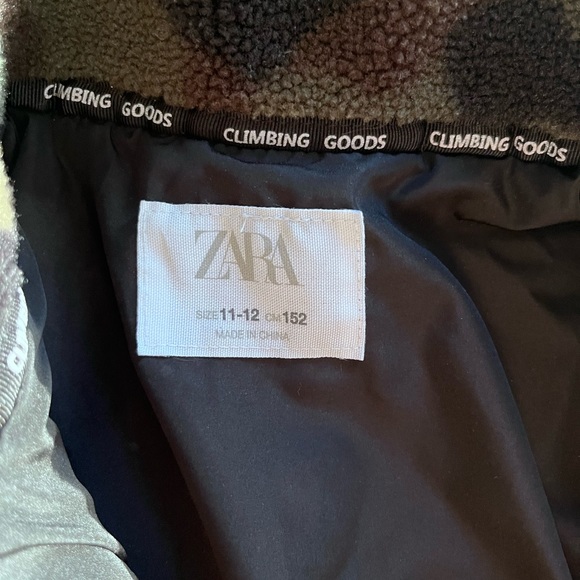 CLIMBING GOODS CLIMBING GOODS CLIMBING GOODS
ZARA
SIZE 11-12 CM 152
MADE IN CHINA